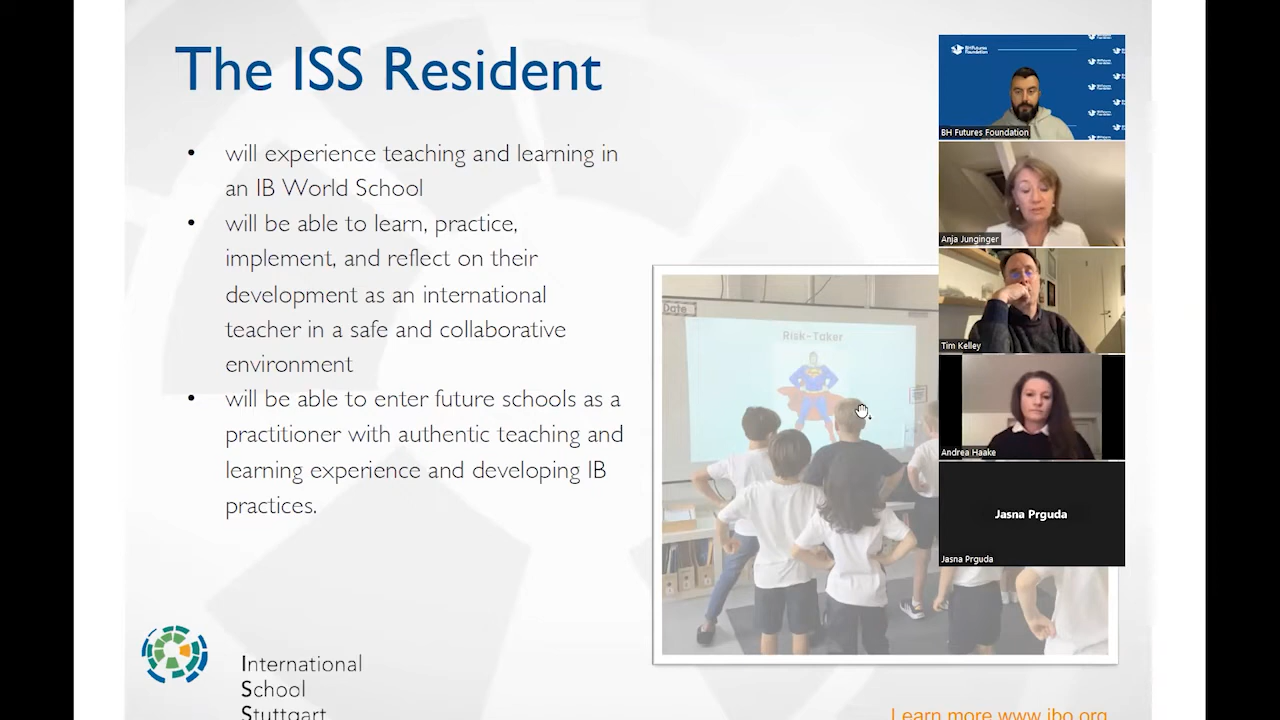 The ISS Resident
• will experience teaching and learning in
an IB World School
• will be able to learn, practice,
implement, and reflect on their
development as an international
teacher in a safe and collaborative
environment
• will be able to enter future schools as a
practitioner with authentic teaching and
learning experience and developing IB
practices.
Date
Risk-Taker
BH Futures
Foundation
BH Futures Foundation
Anja Junginger
Tim Kelley
Andrea Haake
Jasna Prguda
Jasna Prguda
International
School
Stuttgart
Learn more www.ibo.org